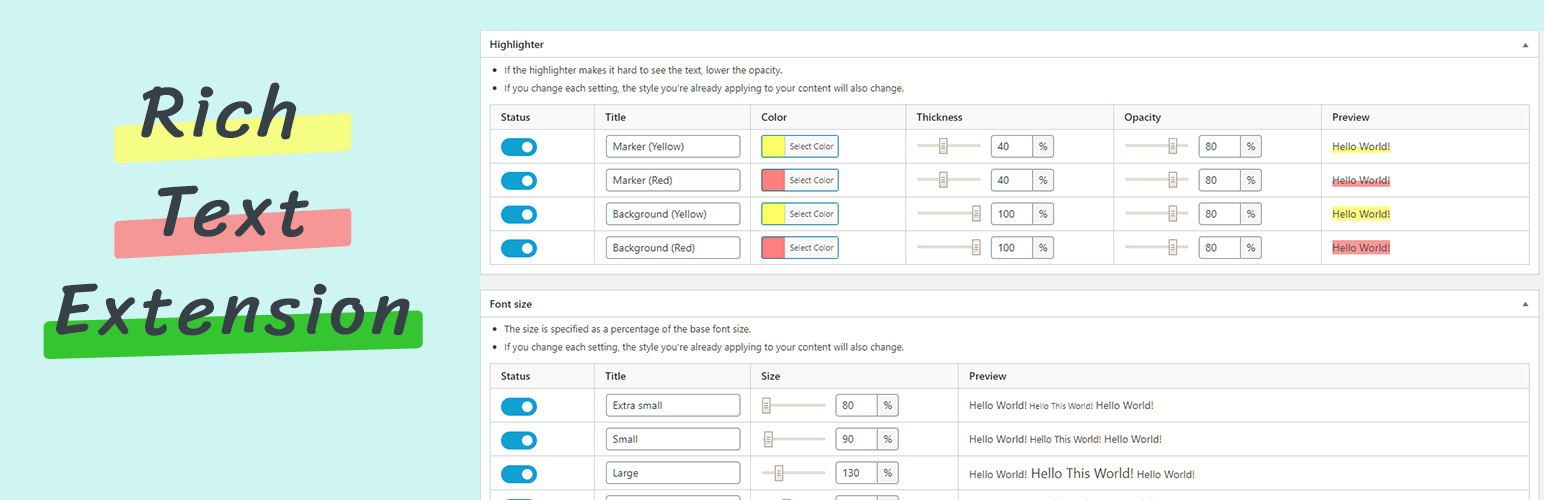 Rich
Text
Extension
Highlighter
If the highlighter makes it hard to see the text, lower the opacity.
If you change each setting, the style you're already applying to your content will also change.
Status Title Color Thickness Opacity Preview
Marker (Yellow) Select Color 40 % 80 % Hello World!
Marker (Red) Select Color 40 % 80 % Hello World!
Background (Yellow) Select Color 100 % 80 % Hello World!
Background (Red) Select Color 100 % 80 % Hello World!
Font size
The size is specified as a percentage of the base font size.
If you change each setting, the style you're already applying to your content will also change.
Status Title Size Preview
Extra small 80 % Hello World! Hello This World! Hello World!
Small 90 % Hello World! Hello This World! Hello World!
Large 130 % Hello World! Hello This World! Hello World!